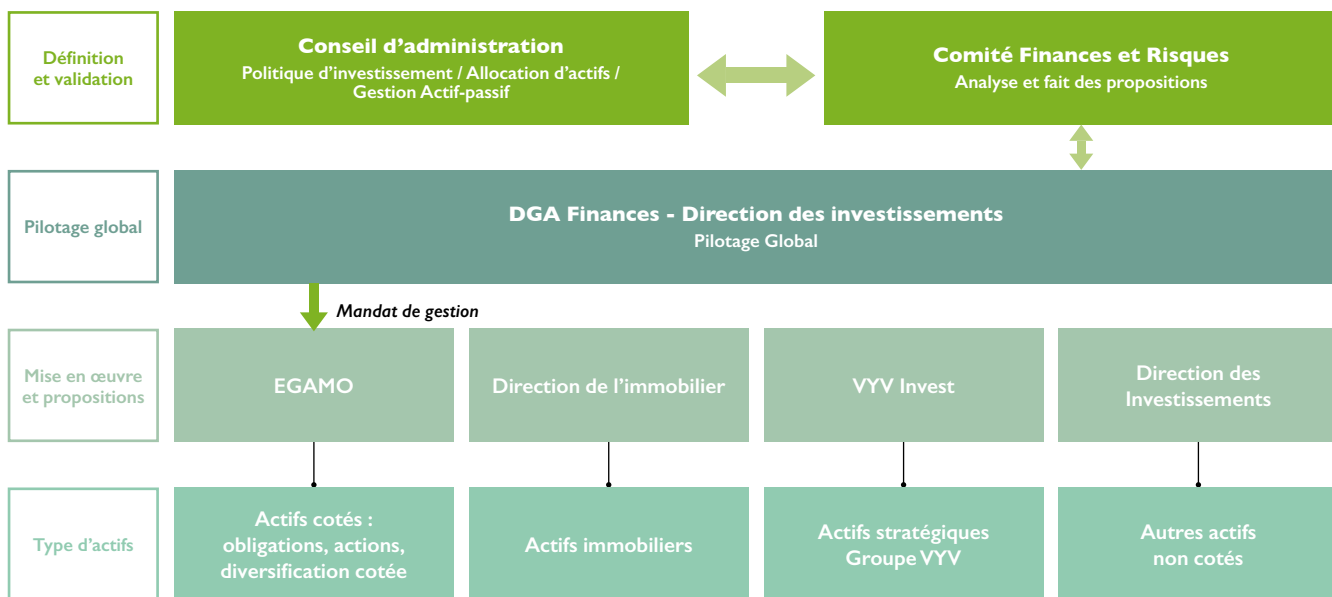 Définition
et validation
Conseil d'administration
Politique d'investissement / Allocation d'actifs /
Gestion Actif-passif
Comité Finances et Risques
Analyse et fait des propositions
Pilotage global
DGA Finances - Direction des investissements
Pilotage Global
Mandat de gestion
Mise en œuvre
et propositions
EGAMO
Direction de l'immobilier
VYV Invest
Direction des
Investissements
Type d'actifs
Actifs cotés :
obligations, actions,
diversification cotée
Actifs immobiliers
Actifs stratégiques
Groupe VYV
Autres actifs
non cotés